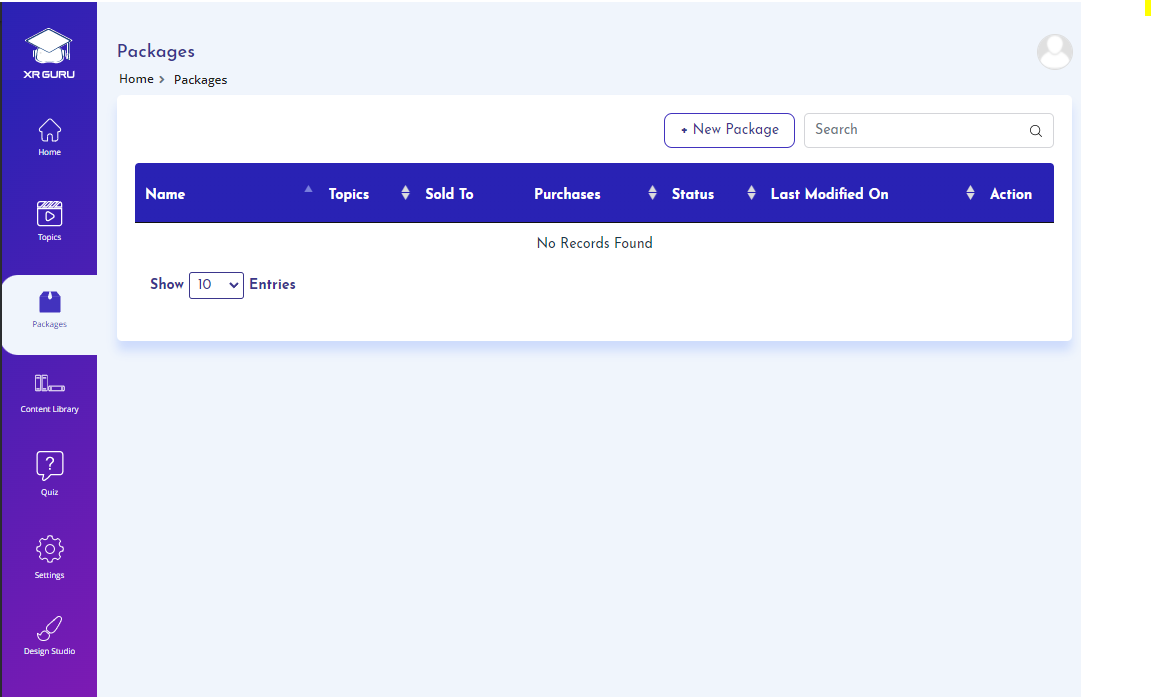 XR GURU
Home
Topics
Packages
Content Library
Quiz
Settings
Design Studio
Packages
Home > Packages
+ New Package Search
Name Topics Sold To Purchases Status Last Modified On Action
No Records Found
Show 10 Entries